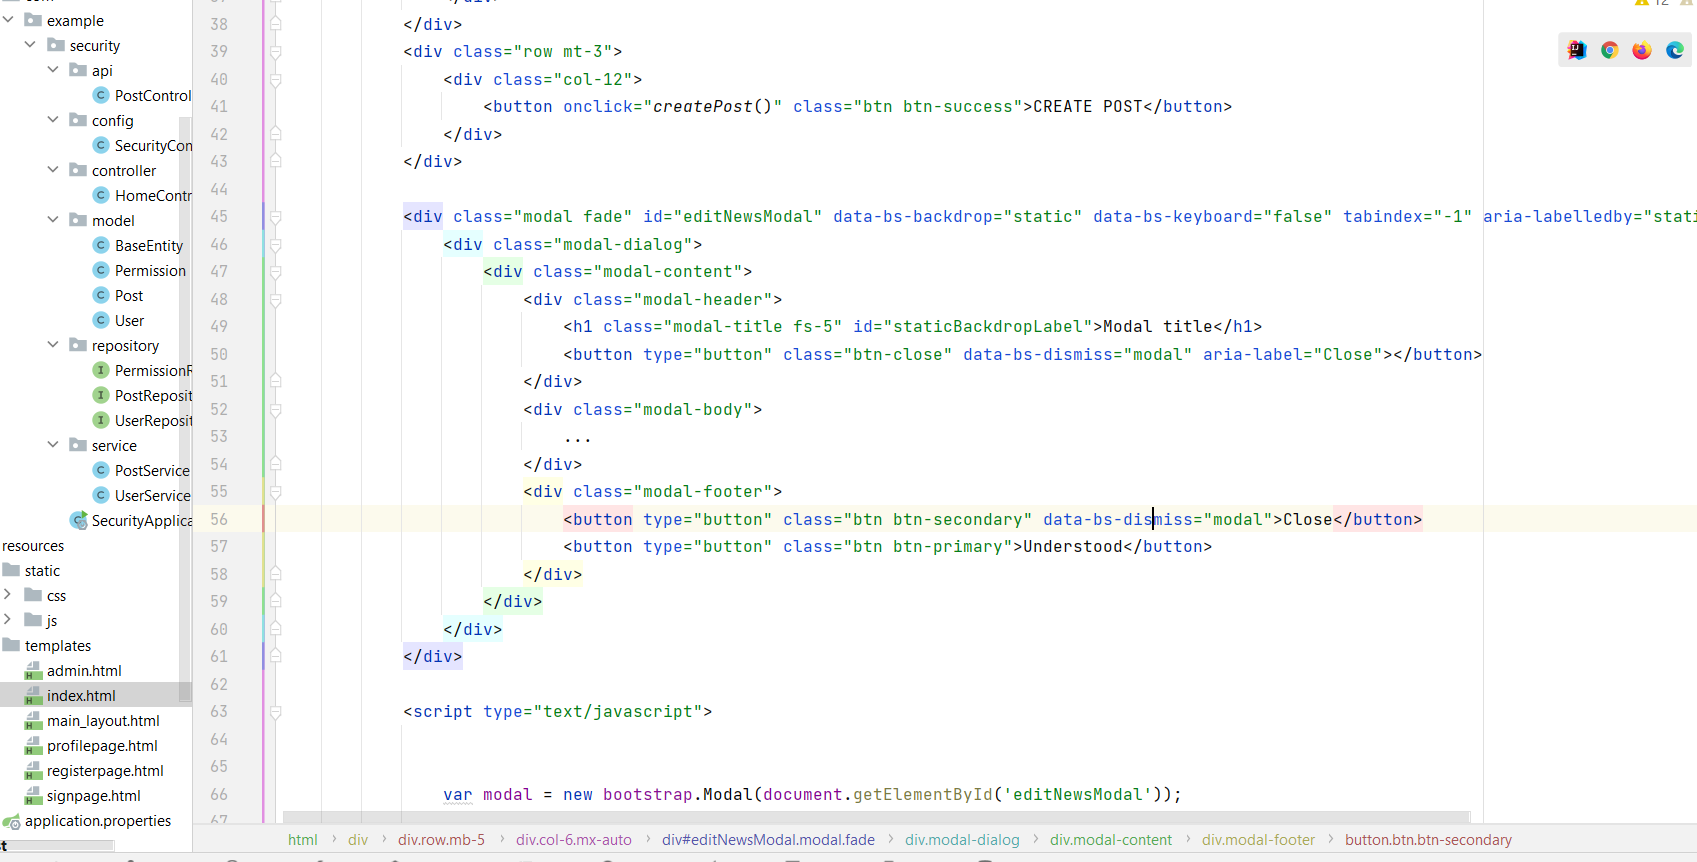 example
security
api
PostControl
config
SecurityCon
controller
HomeContr
model
BaseEntity
Permission
Post
User
repository
PermissionR
PostReposit
UserReposit
service
PostService
UserService
SecurityApplica
resources
static
css
js
templates
admin.html
index.html
main_layout.html
profilepage.html
registerpage.html
signpage.html
application.properties
12
38 </div>
39 <div class="row mt-3">
40 <div class="col-12">
41 <button onclick="createPost()" class="btn btn-success">CREATE POST</button>
42 </div>
43 </div>
44
45 <div class="modal fade" id="editNewsModal" data-bs-backdrop="static" data-bs-keyboard="false" tabindex="-1" aria-labelledby="stati
46 <div class="modal-dialog">
47 <div class="modal-content">
48 <div class="modal-header">
49 <h1 class="modal-title fs-5" id="staticBackdropLabel">Modal title</h1>
50 <button type="button" class="btn-close" data-bs-dismiss="modal" aria-label="Close"></button>
51 </div>
52 <div class="modal-body">
53 ...
54 </div>
55 <div class="modal-footer">
56 <button type="button" class="btn btn-secondary" data-bs-dismiss="modal">Close</button>
57 <button type="button" class="btn btn-primary">Understood</button>
58 </div>
59 </div>
60 </div>
61 </div>
62
63 <script type="text/javascript">
64
65
66 var modal = new bootstrap.Modal(document.getElementById('editNewsModal'));
67
html > div > div.row.mb-5 > div.col-6.mx-auto > div#editNewsModal.modal.fade > div.modal-dialog > div.modal-content > div.modal-footer > button.btn.btn-secondary